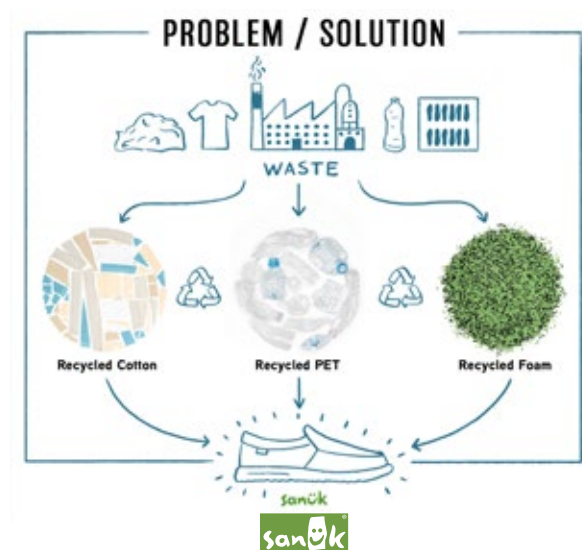 PROBLEM / SOLUTION
WASTE
Recycled Cotton
Recycled PET
Recycled Foam
sanük
sanük